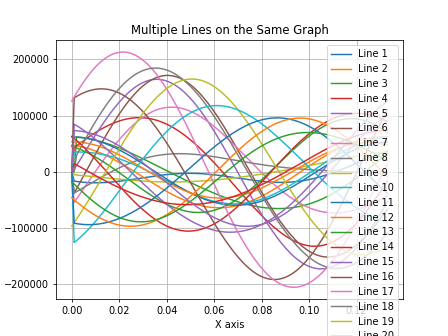 Multiple Lines on the Same Graph
200000
100000
0
−100000
−200000
0.00
0.02
0.04
0.06
0.08
0.10
X axis
Line 1
Line 2
Line 3
Line 4
Line 5
Line 6
Line 7
Line 8
Line 9
Line 10
Line 11
Line 12
Line 13
Line 14
Line 15
Line 16
Line 17
Line 18
Line 19
Line 20